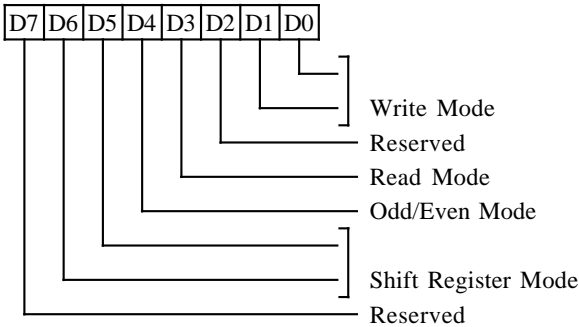 D7 D6 D5 D4 D3 D2 D1 D0
Write Mode
Reserved
Read Mode
Odd/Even Mode
Shift Register Mode
Reserved